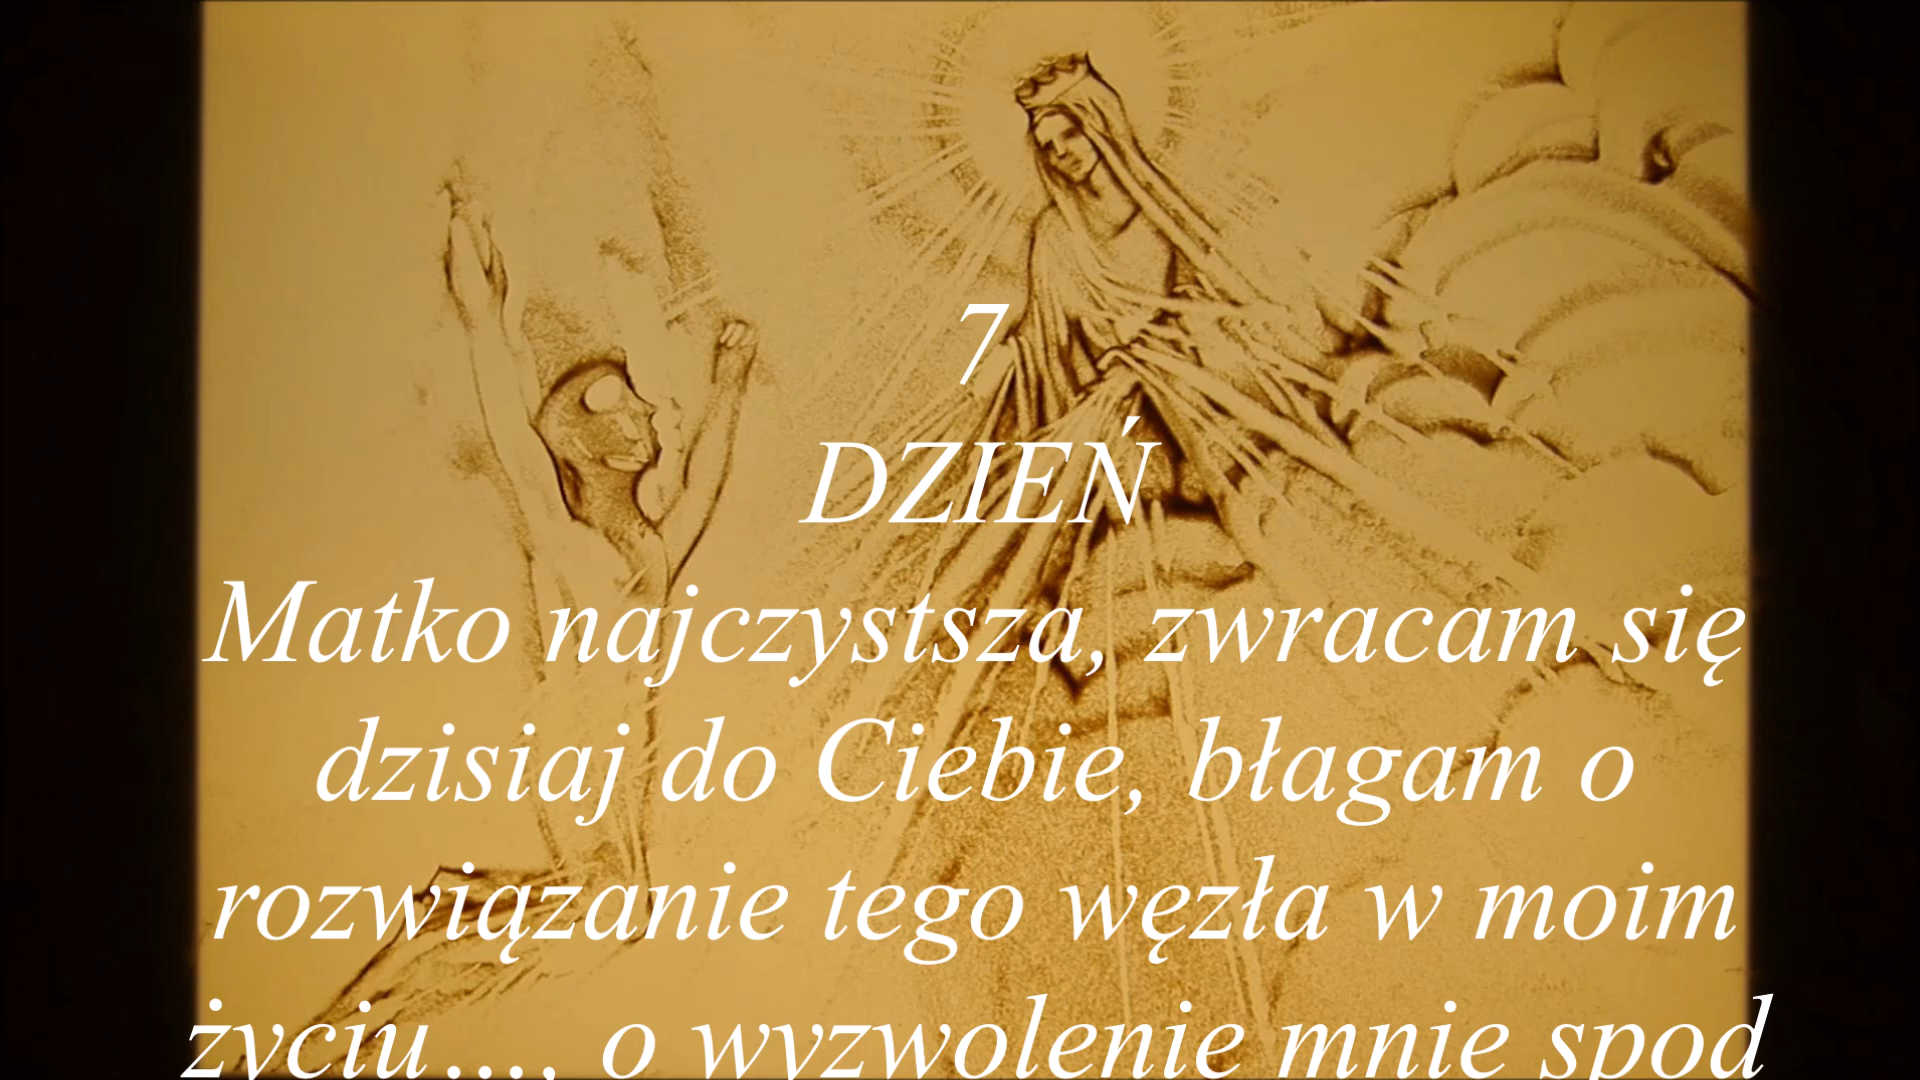 7
DZIEŃ
Matko najczystsza, zwracam się
dzisiaj do Ciebie, błagam o
rozwiązanie tego węzła w moim
życiu..., o wyzwolenie mnie spod